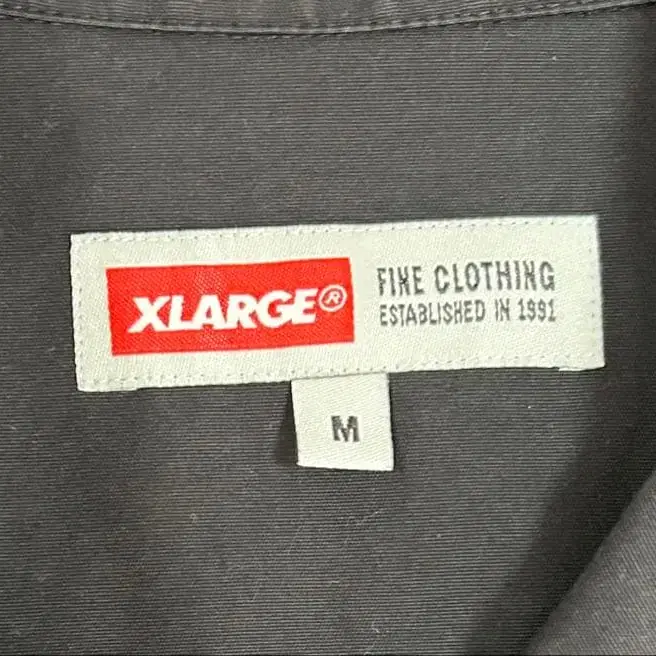 XLARGE®
FINE CLOTHING
ESTABLISHED IN 1991
M